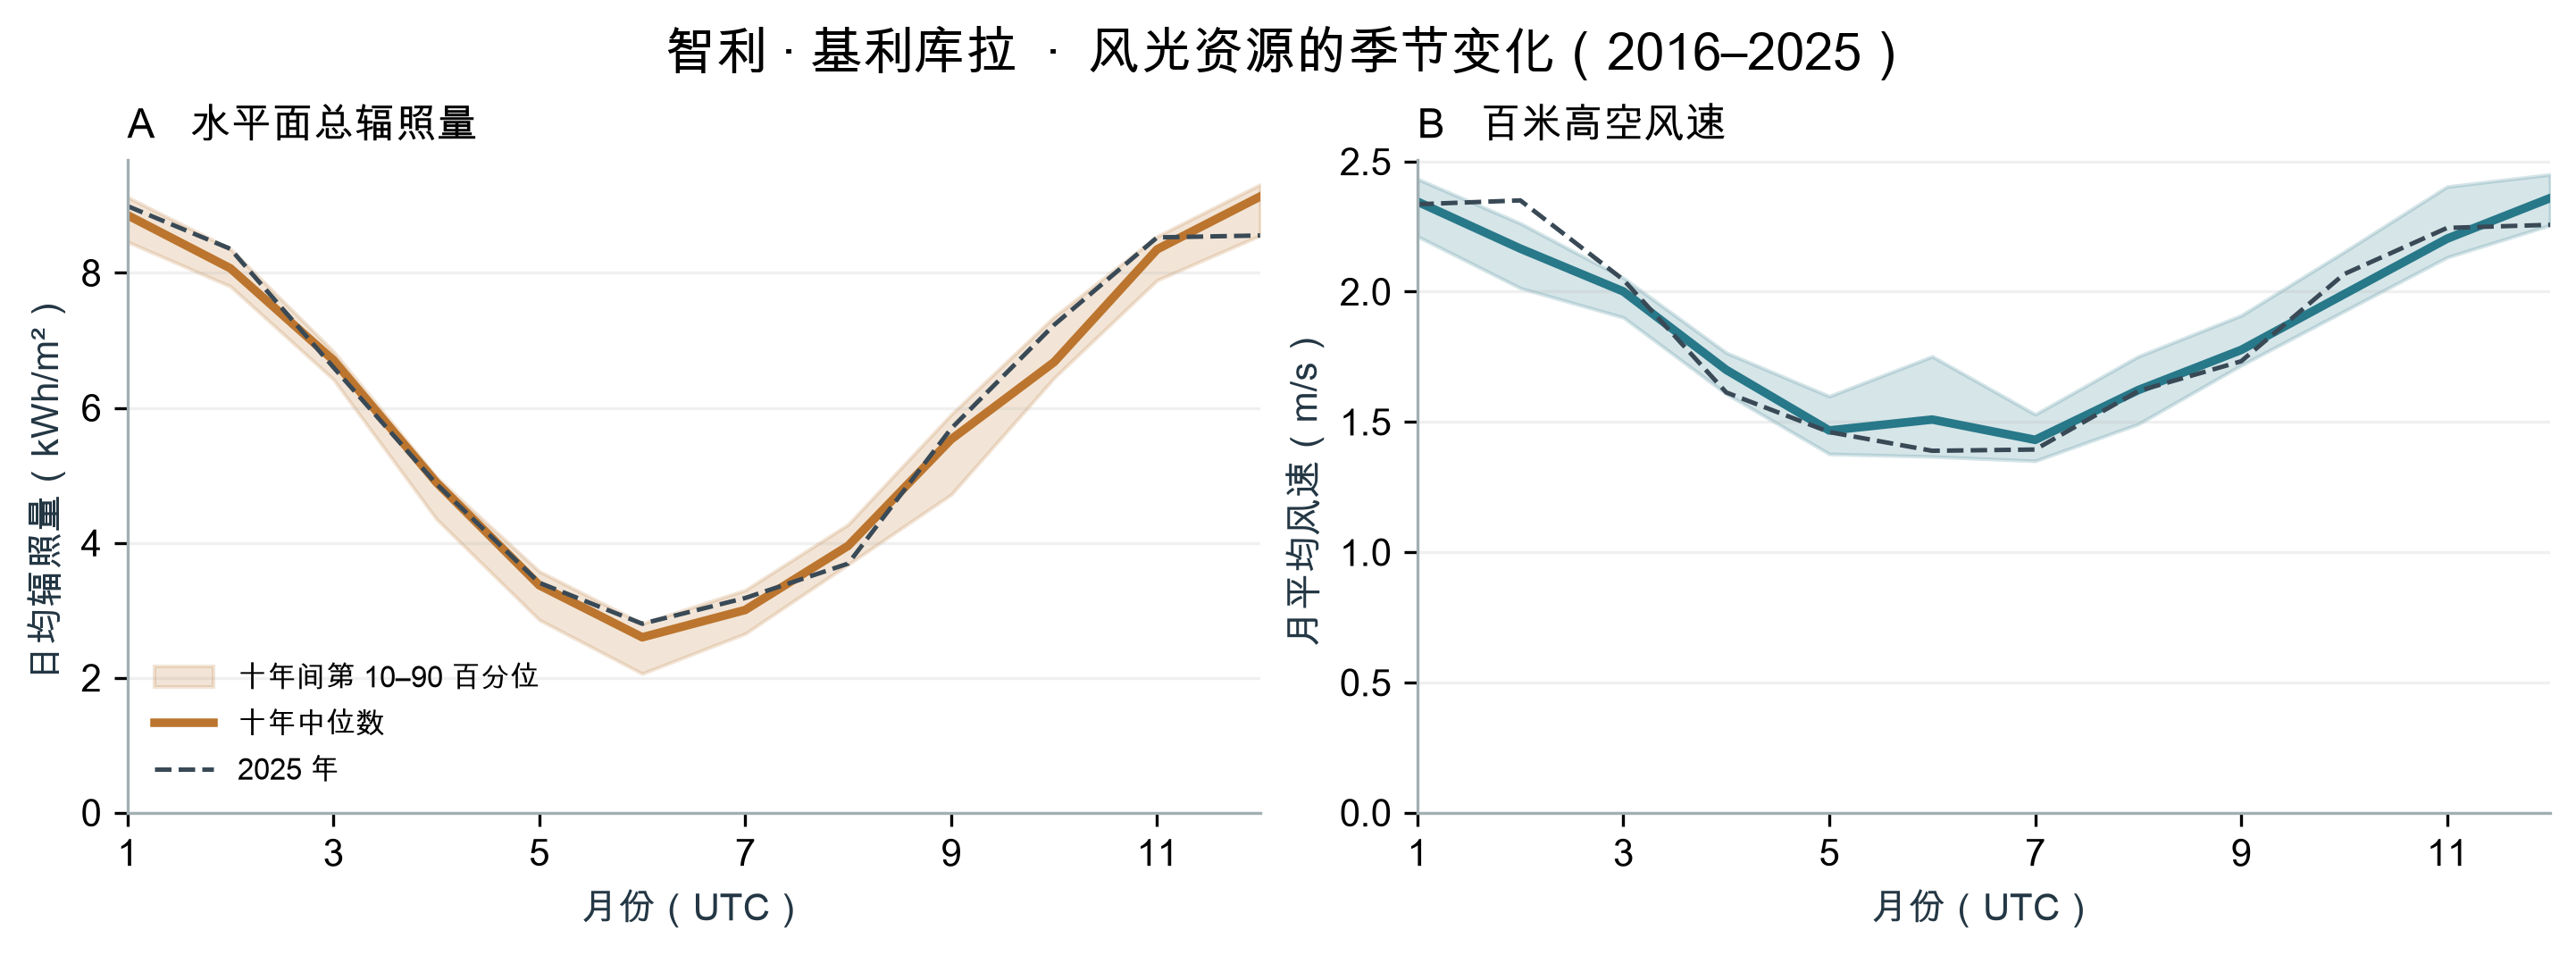 智利 · 基利库拉 · 风光资源的季节变化（2016–2025）
A 水平面总辐照量
日均辐照量（kWh/m²）
8
6
4
2
0
十年间第 10–90 百分位
十年中位数
2025 年
1 3 5 7 9 11
月份（UTC）
B 百米高空风速
月平均风速（m/s）
2.5
2.0
1.5
1.0
0.5
0.0
1 3 5 7 9 11
月份（UTC）